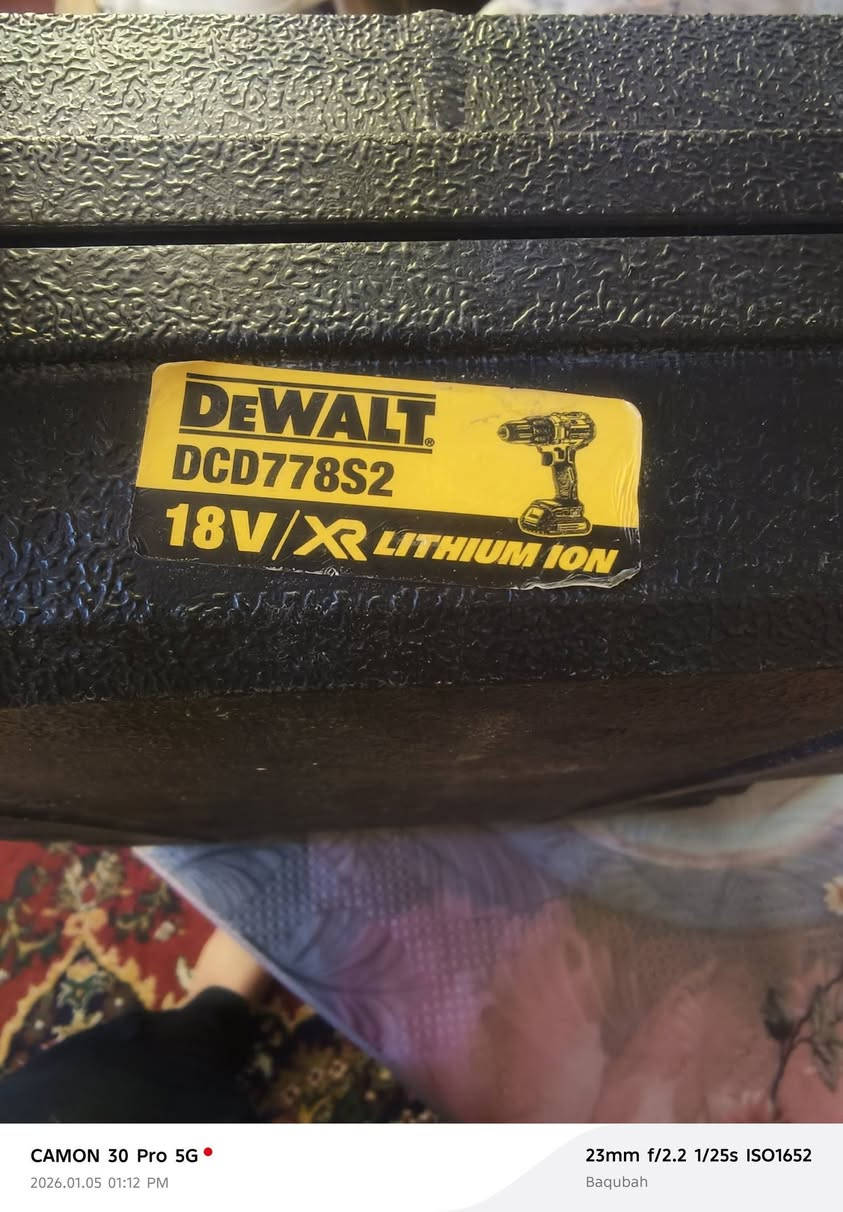 DEWALT®
DCD778S2
18V/XR LITHIUM ION
CAMON 30 Pro 5G
23mm f/2.2 1/25s ISO1652
2026.01.05 01:12 PM
Baqubah